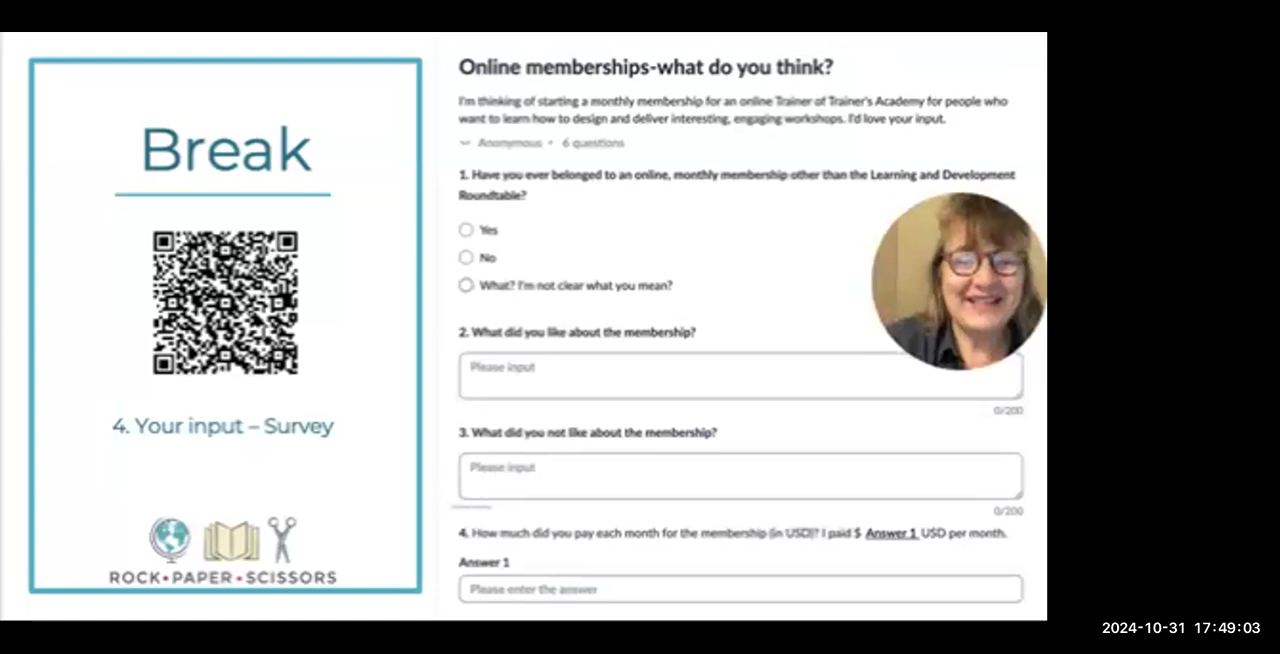 Break
4. Your input – Survey
ROCK•PAPER•SCISSORS
Online memberships-what do you think?
I'm thinking of starting a monthly membership for an online Trainer of Trainer's Academy for people who
want to learn how to design and deliver interesting, engaging workshops. I'd love your input.
Anonymous • 6 questions
1. Have you ever belonged to an online, monthly membership other than the Learning and Development
Roundtable?
Yes
No
What? I'm not clear what you mean?
2. What did you like about the membership?
Please input
0/200
3. What did you not like about the membership?
Please input
0/200
4. How much did you pay each month for the membership (in USD)? I paid $ Answer 1 USD per month.
Answer 1
Please enter the answer
2024-10-31 17:49:03